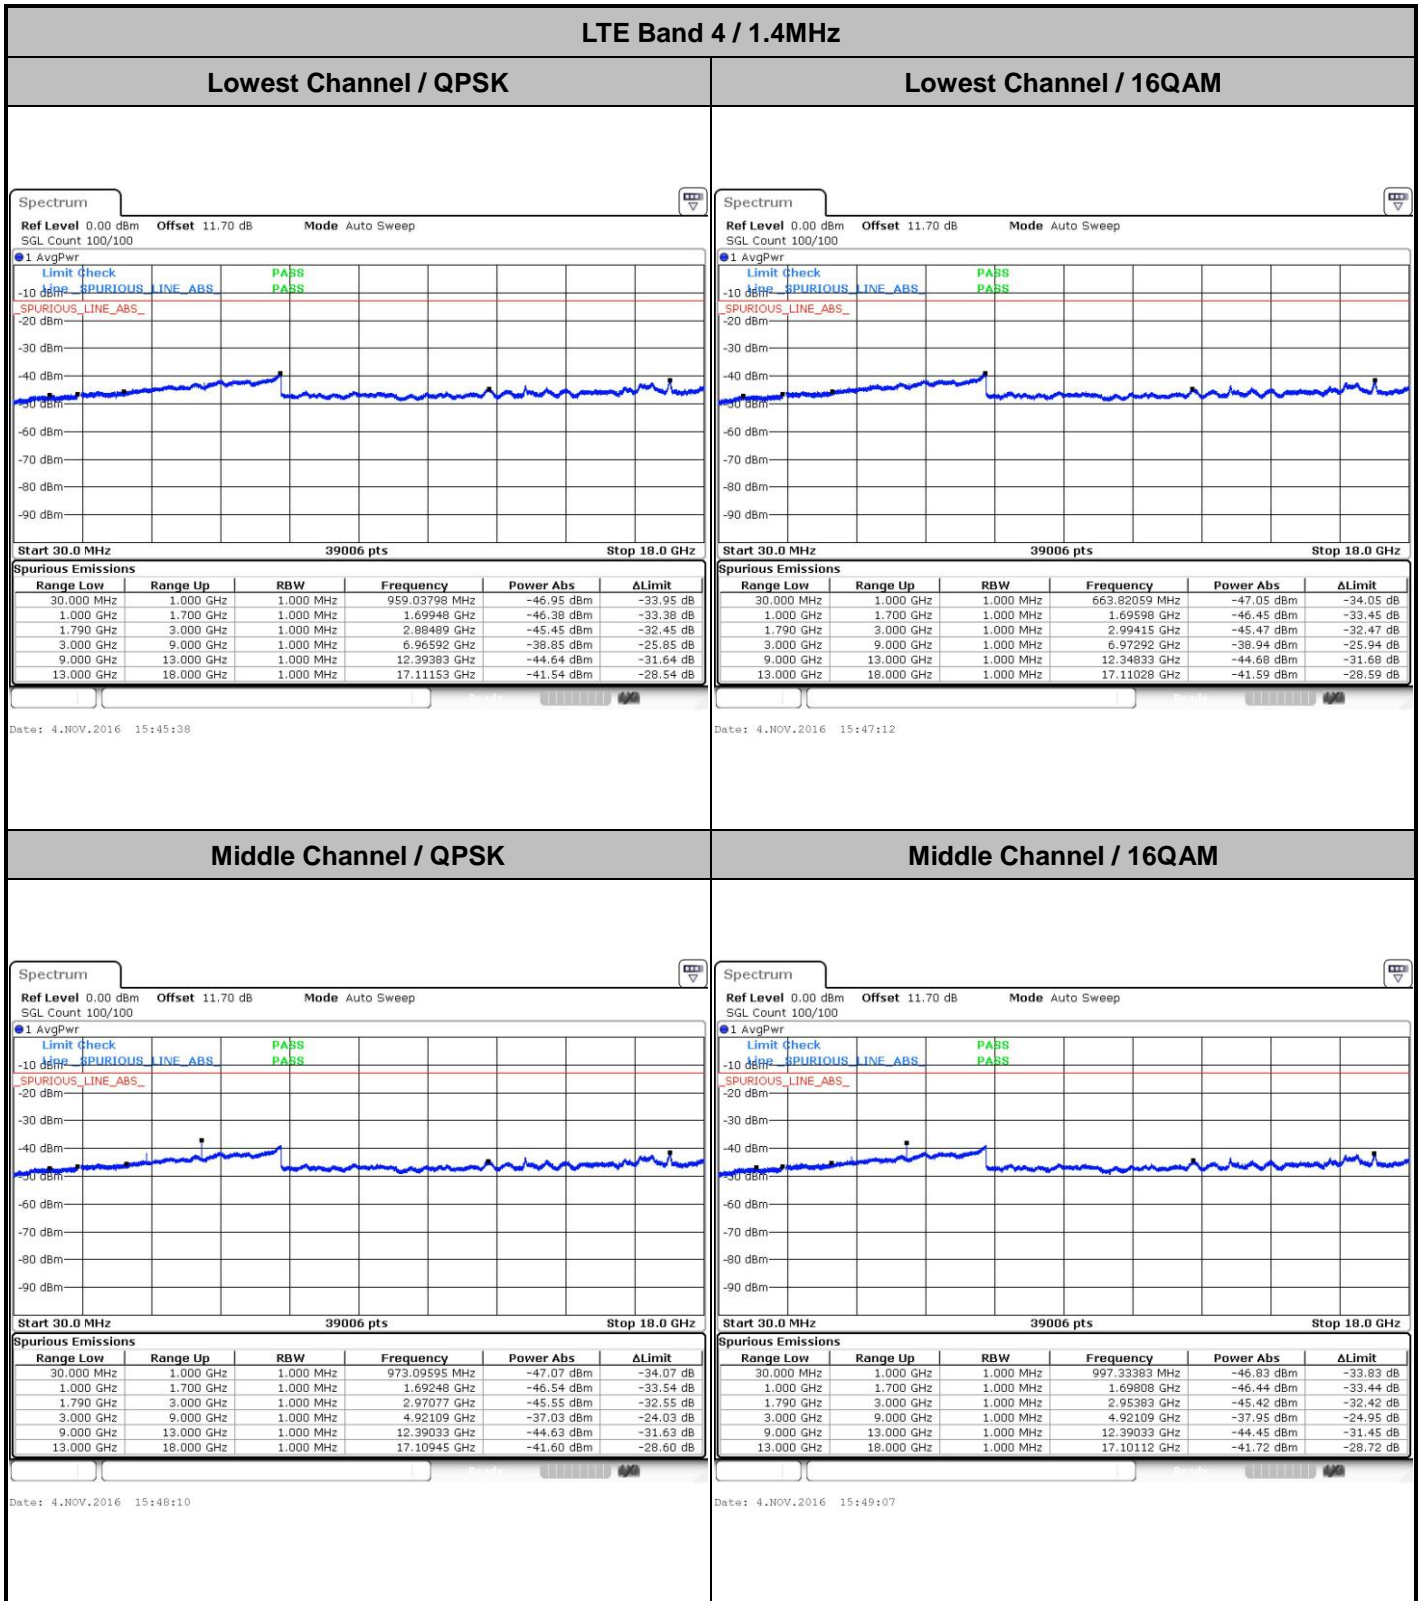 LTE Band 4 / 1.4MHz
Lowest Channel / QPSK
Lowest Channel / 16QAM
Spectrum
Ref Level 0.00 dBm Offset 11.70 dB Mode Auto Sweep
SGL Count 100/100
1 AvgPwr
Limit Check PASS
Line _SPURIOUS_LINE_ABS_ PASS
-10 dBm
_SPURIOUS_LINE_ABS_
-20 dBm
-30 dBm
-40 dBm
-50 dBm
-60 dBm
-70 dBm
-80 dBm
-90 dBm
Start 30.0 MHz 39006 pts Stop 18.0 GHz
Spurious Emissions
Range Low Range Up RBW Frequency Power Abs ΔLimit
30.000 MHz 1.000 GHz 1.000 MHz 959.03798 MHz -46.95 dBm -33.95 dB
1.000 GHz 1.700 GHz 1.000 MHz 1.69948 GHz -46.38 dBm -33.38 dB
1.790 GHz 3.000 GHz 1.000 MHz 2.88489 GHz -45.45 dBm -32.45 dB
3.000 GHz 9.000 GHz 1.000 MHz 6.96592 GHz -38.85 dBm -25.85 dB
9.000 GHz 13.000 GHz 1.000 MHz 12.39383 GHz -44.64 dBm -31.64 dB
13.000 GHz 18.000 GHz 1.000 MHz 17.11153 GHz -41.54 dBm -28.54 dB
Date: 4.NOV.2016 15:45:38
Spectrum
Ref Level 0.00 dBm Offset 11.70 dB Mode Auto Sweep
SGL Count 100/100
1 AvgPwr
Limit Check PASS
Line _SPURIOUS_LINE_ABS_ PASS
-10 dBm
_SPURIOUS_LINE_ABS_
-20 dBm
-30 dBm
-40 dBm
-50 dBm
-60 dBm
-70 dBm
-80 dBm
-90 dBm
Start 30.0 MHz 39006 pts Stop 18.0 GHz
Spurious Emissions
Range Low Range Up RBW Frequency Power Abs ΔLimit
30.000 MHz 1.000 GHz 1.000 MHz 663.82059 MHz -47.05 dBm -34.05 dB
1.000 GHz 1.700 GHz 1.000 MHz 1.69598 GHz -46.45 dBm -33.45 dB
1.790 GHz 3.000 GHz 1.000 MHz 2.99415 GHz -45.47 dBm -32.47 dB
3.000 GHz 9.000 GHz 1.000 MHz 6.97292 GHz -38.94 dBm -25.94 dB
9.000 GHz 13.000 GHz 1.000 MHz 12.34833 GHz -44.68 dBm -31.68 dB
13.000 GHz 18.000 GHz 1.000 MHz 17.11028 GHz -41.59 dBm -28.59 dB
Date: 4.NOV.2016 15:47:12
Middle Channel / QPSK
Middle Channel / 16QAM
Spectrum
Ref Level 0.00 dBm Offset 11.70 dB Mode Auto Sweep
SGL Count 100/100
1 AvgPwr
Limit Check PASS
Line _SPURIOUS_LINE_ABS_ PASS
-10 dBm
_SPURIOUS_LINE_ABS_
-20 dBm
-30 dBm
-40 dBm
-50 dBm
-60 dBm
-70 dBm
-80 dBm
-90 dBm
Start 30.0 MHz 39006 pts Stop 18.0 GHz
Spurious Emissions
Range Low Range Up RBW Frequency Power Abs ΔLimit
30.000 MHz 1.000 GHz 1.000 MHz 973.09595 MHz -47.07 dBm -34.07 dB
1.000 GHz 1.700 GHz 1.000 MHz 1.69248 GHz -46.54 dBm -33.54 dB
1.790 GHz 3.000 GHz 1.000 MHz 2.97077 GHz -45.55 dBm -32.55 dB
3.000 GHz 9.000 GHz 1.000 MHz 4.92109 GHz -37.03 dBm -24.03 dB
9.000 GHz 13.000 GHz 1.000 MHz 12.39033 GHz -44.63 dBm -31.63 dB
13.000 GHz 18.000 GHz 1.000 MHz 17.10945 GHz -41.60 dBm -28.60 dB
Date: 4.NOV.2016 15:48:10
Spectrum
Ref Level 0.00 dBm Offset 11.70 dB Mode Auto Sweep
SGL Count 100/100
1 AvgPwr
Limit Check PASS
Line _SPURIOUS_LINE_ABS_ PASS
-10 dBm
_SPURIOUS_LINE_ABS_
-20 dBm
-30 dBm
-40 dBm
-50 dBm
-60 dBm
-70 dBm
-80 dBm
-90 dBm
Start 30.0 MHz 39006 pts Stop 18.0 GHz
Spurious Emissions
Range Low Range Up RBW Frequency Power Abs ΔLimit
30.000 MHz 1.000 GHz 1.000 MHz 997.33383 MHz -46.83 dBm -33.83 dB
1.000 GHz 1.700 GHz 1.000 MHz 1.69808 GHz -46.44 dBm -33.44 dB
1.790 GHz 3.000 GHz 1.000 MHz 2.95383 GHz -45.42 dBm -32.42 dB
3.000 GHz 9.000 GHz 1.000 MHz 4.92109 GHz -37.95 dBm -24.95 dB
9.000 GHz 13.000 GHz 1.000 MHz 12.39033 GHz -44.45 dBm -31.45 dB
13.000 GHz 18.000 GHz 1.000 MHz 17.10112 GHz -41.72 dBm -28.72 dB
Date: 4.NOV.2016 15:49:07